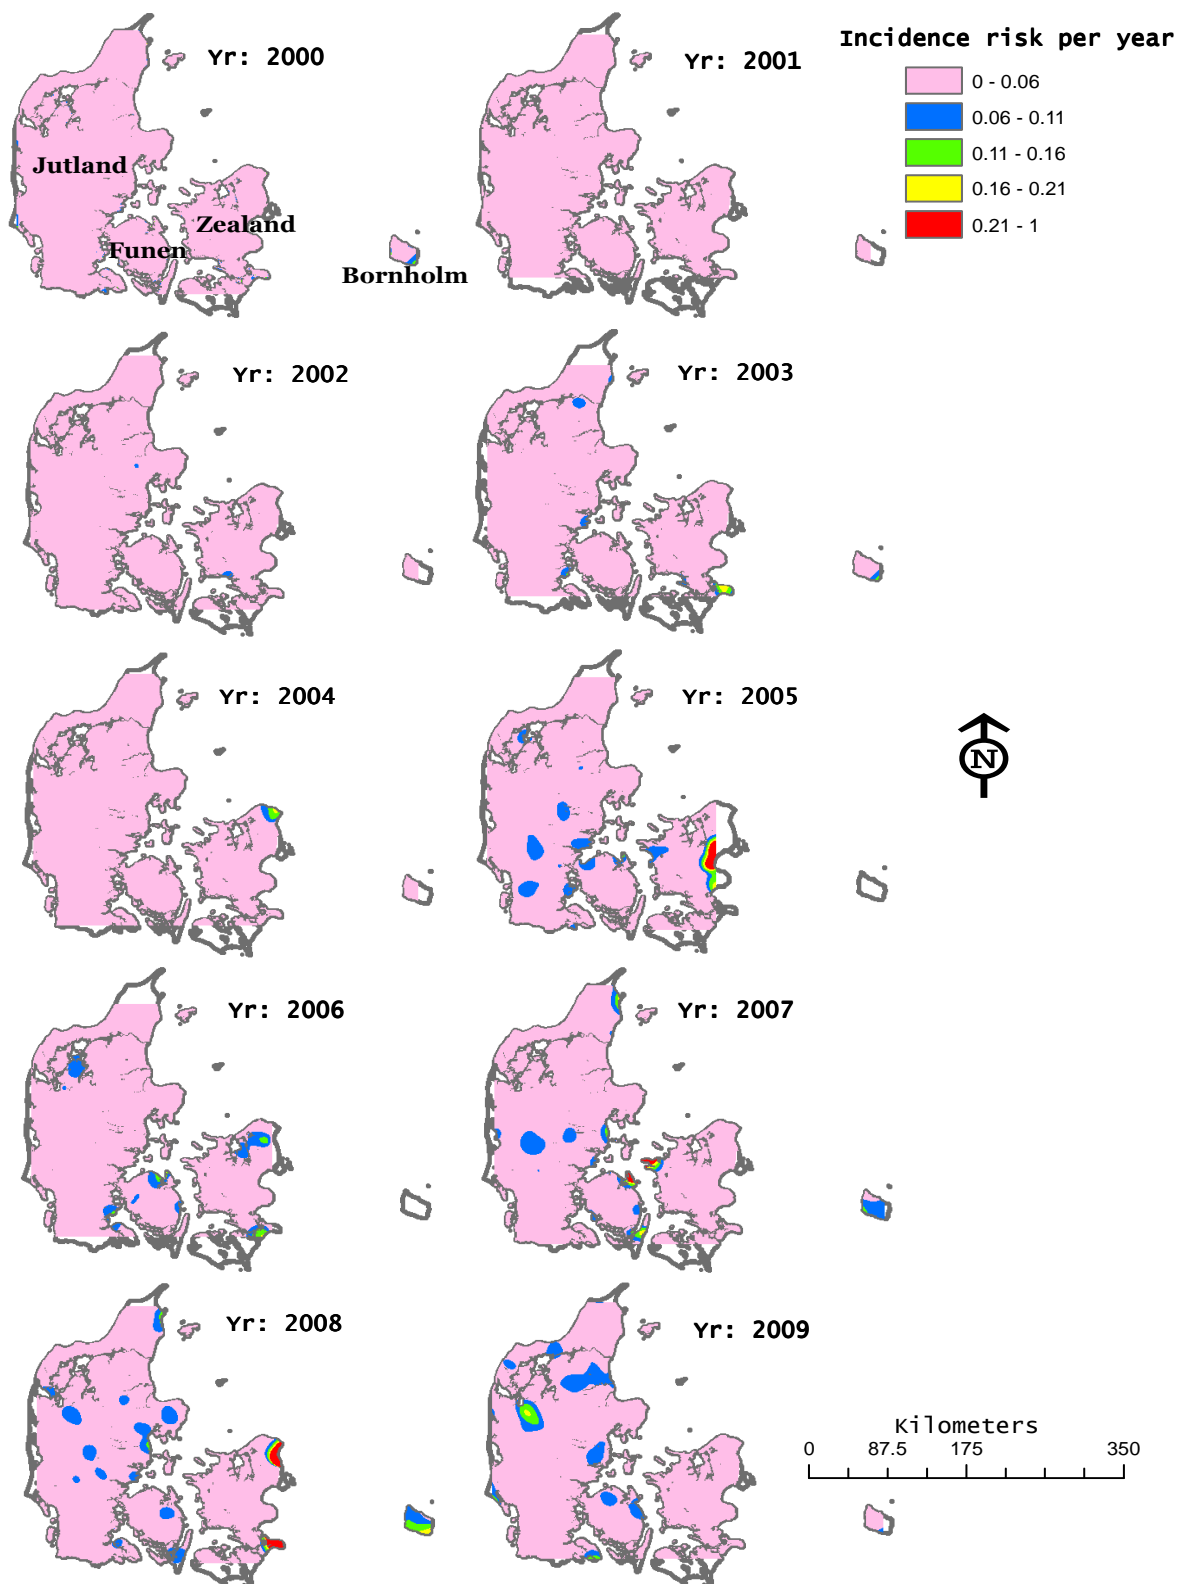 Yr: 2000
Yr: 2001
Incidence risk per year
0 - 0.06
0.06 - 0.11
0.11 - 0.16
0.16 - 0.21
0.21 - 1
Jutland
Zealand
Funen
Bornholm
Yr: 2002
Yr: 2003
Yr: 2004
Yr: 2005
N
Yr: 2006
Yr: 2007
Yr: 2008
Yr: 2009
Kilometers
0 87.5 175 350